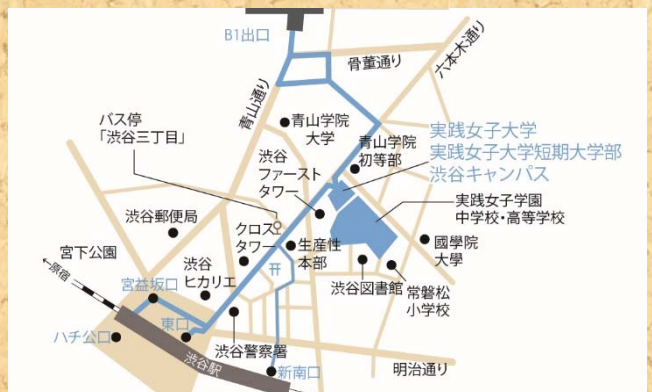 B1出口
骨董通り
六本木通り
青山通り
バス停
「渋谷三丁目」
青山学院
大学
青山学院
初等部
実践女子大学
実践女子大学短期大学部
渋谷キャンパス
渋谷
ファースト
タワー
実践女子学園
中学校・高等学校
渋谷郵便局
クロス
タワー
生産性
本部
國學院
大學
宮下公園
←原宿
宮益坂口
渋谷
ヒカリエ
渋谷図書館
常磐松
小学校
ハチ公口
東口
渋谷駅
渋谷警察署
新南口
明治通り